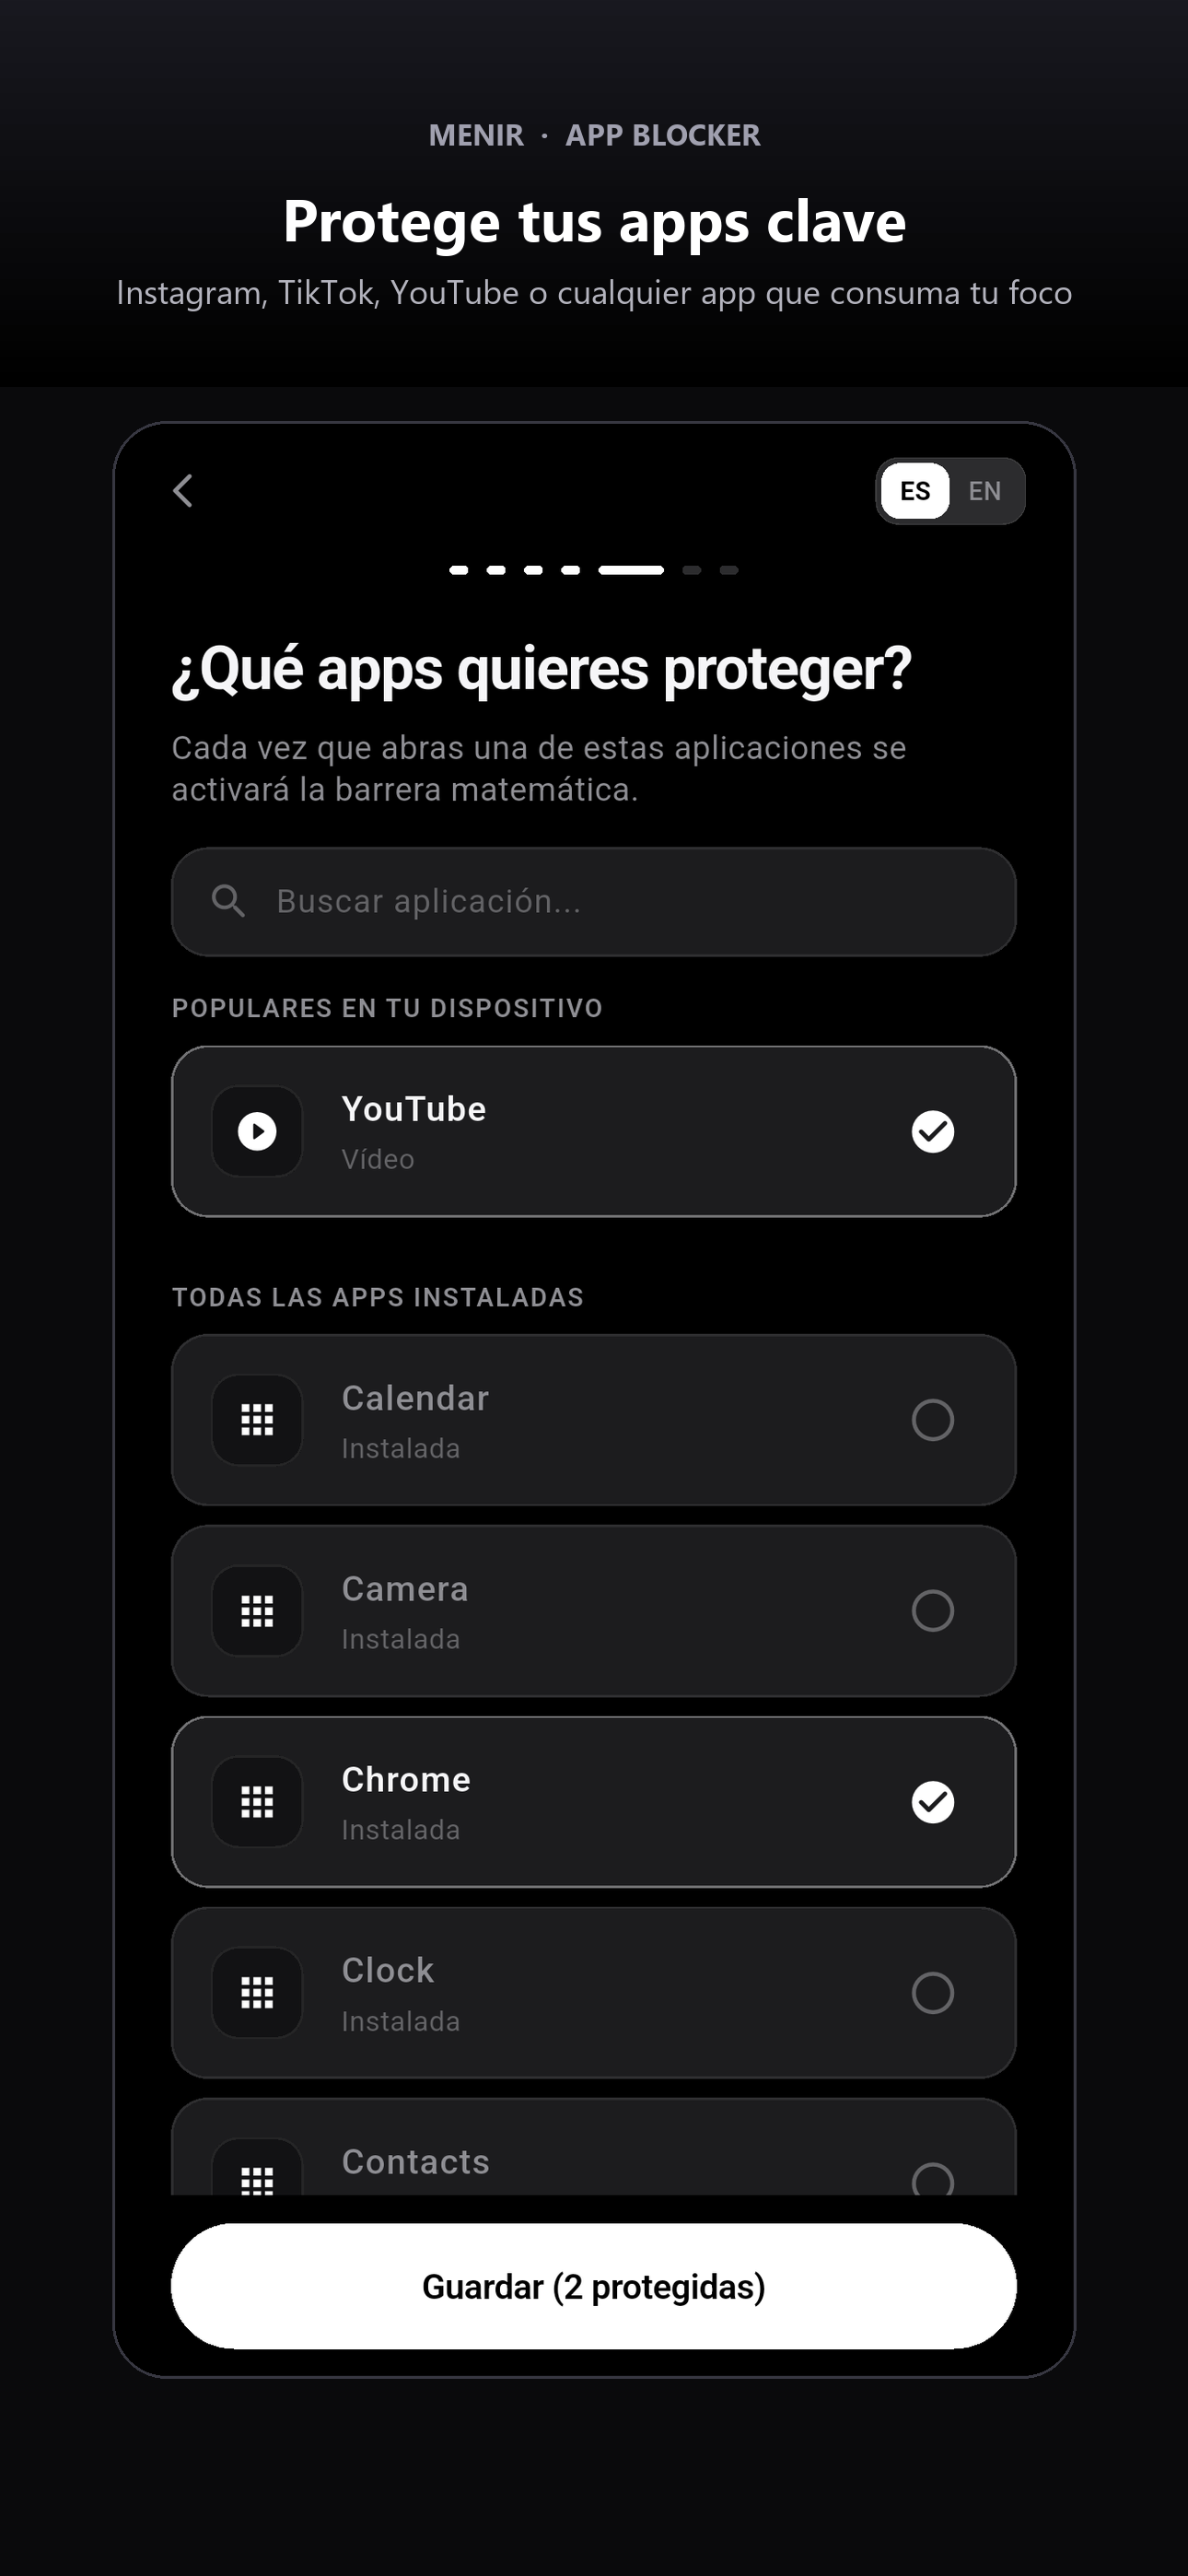 MENIR · APP BLOCKER
Protege tus apps clave
Instagram, TikTok, YouTube o cualquier app que consuma tu foco
ES EN
¿Qué apps quieres proteger?
Cada vez que abras una de estas aplicaciones se
activará la barrera matemática.
Buscar aplicación...
POPULARES EN TU DISPOSITIVO
YouTube
Vídeo
TODAS LAS APPS INSTALADAS
Calendar
Instalada
Camera
Instalada
Chrome
Instalada
Clock
Instalada
Contacts
Guardar (2 protegidas)